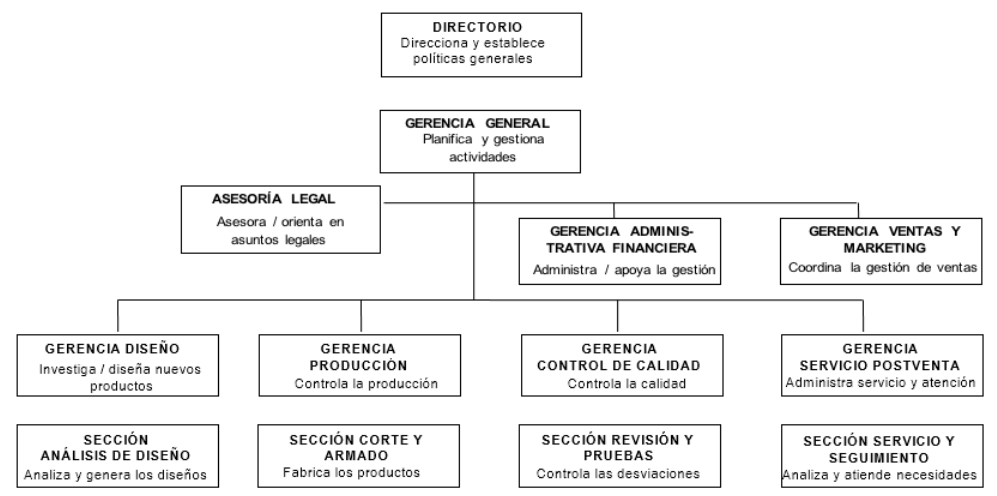 DIRECTORIO
Direcciona y establece
políticas generales
GERENCIA GENERAL
Planifica y gestiona
actividades
ASESORÍA LEGAL
Asesora / orienta en
asuntos legales
GERENCIA ADMINIS-
TRATIVA FINANCIERA
Administra / apoya la gestión
GERENCIA VENTAS Y
MARKETING
Coordina la gestión de ventas
GERENCIA DISEÑO
Investiga / diseña nuevos
productos
GERENCIA
PRODUCCIÒN
Controla la producción
GERENCIA
CONTROL DE CALIDAD
Controla la calidad
GERENCIA
SERVICIO POSTVENTA
Administra servicio y atención
SECCIÓN
ANÁLISIS DE DISEÑO
Analiza y genera los diseños
SECCIÓN CORTE Y
ARMADO
Fabrica los productos
SECCIÓN REVISIÓN Y
PRUEBAS
Controla las desviaciones
SECCIÓN SERVICIO Y
SEGUIMIENTO
Analiza y atiende necesidades